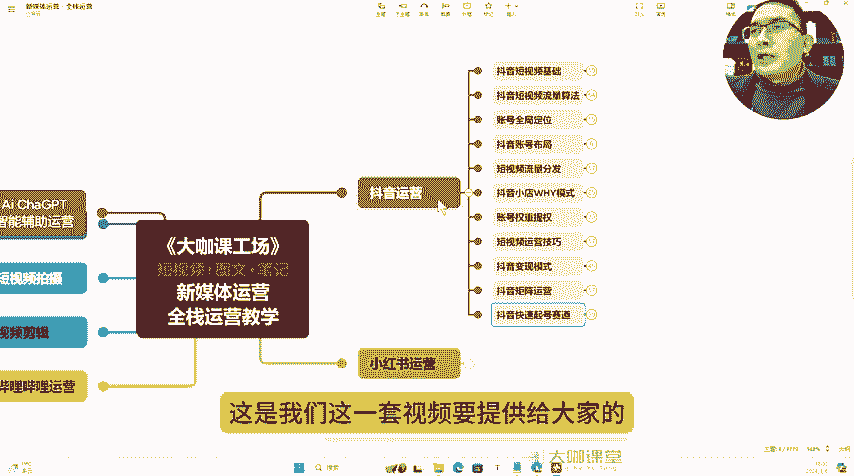 新媒体运营-全栈运营
抖音短视频基础
抖音短视频流量算法
账号全局定位
抖音账号布局
短视频流量分发
抖音小店WHY模式
账号权重提权
短视频运营技巧
抖音变现模式
抖音矩阵运营
抖音快速起号赛道
抖音运营
小红书运营
《大咖课工场》
短视频·图文·笔记
新媒体运营
全栈运营教学
Ai ChaGPT
智能辅助运营
短视频拍摄
视频剪辑
哔哩哔哩运营
这是我们这一套视频要提供给大家的
大咖课堂
搜索